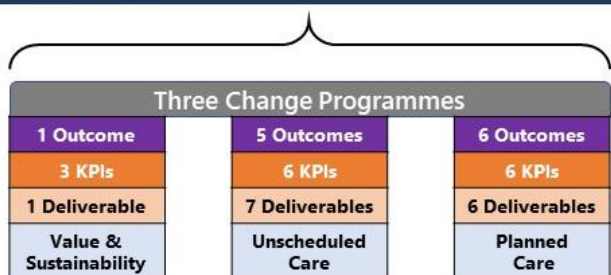 Three Change Programmes
1 Outcome
5 Outcomes
6 Outcomes
3 KPIs
6 KPIs
6 KPIs
1 Deliverable
7 Deliverables
6 Deliverables
Value &
Sustainability
Unscheduled
Care
Planned
Care